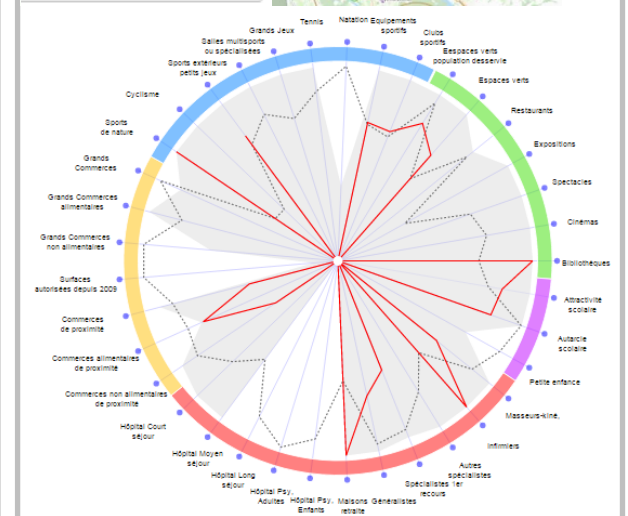 Natation
Equipements
sportifs
Clubs
sportifs
Eespaces verts
population desservie
Espaces verts
Restaurants
Expositions
Spectacles
Cinémas
Bibliothèques
Attractivité
scolaire
Autarcie
scolaire
Petite enfance
Masseurs-kiné.
Infirmiers
Autres
spécialistes
Spécialistes 1er
recours
Généralistes
Maisons
retraite
Hôpital Psy.
Enfants
Hôpital Psy.
Adultes
Hôpital Long
séjour
Hôpital Moyen
séjour
Hôpital Court
séjour
Commerces non alimentaires
de proximité
Commerces alimentaires
de proximité
Commerces
de proximité
Surfaces
autorisées depuis 2009
Grands Commerces
non alimentaires
Grands Commerces
alimentaires
Grands
Commerces
Sports
de nature
Cyclisme
Sports extérieurs
petits jeux
Salles multisports
ou spécialisées
Grands Jeux
Tennis